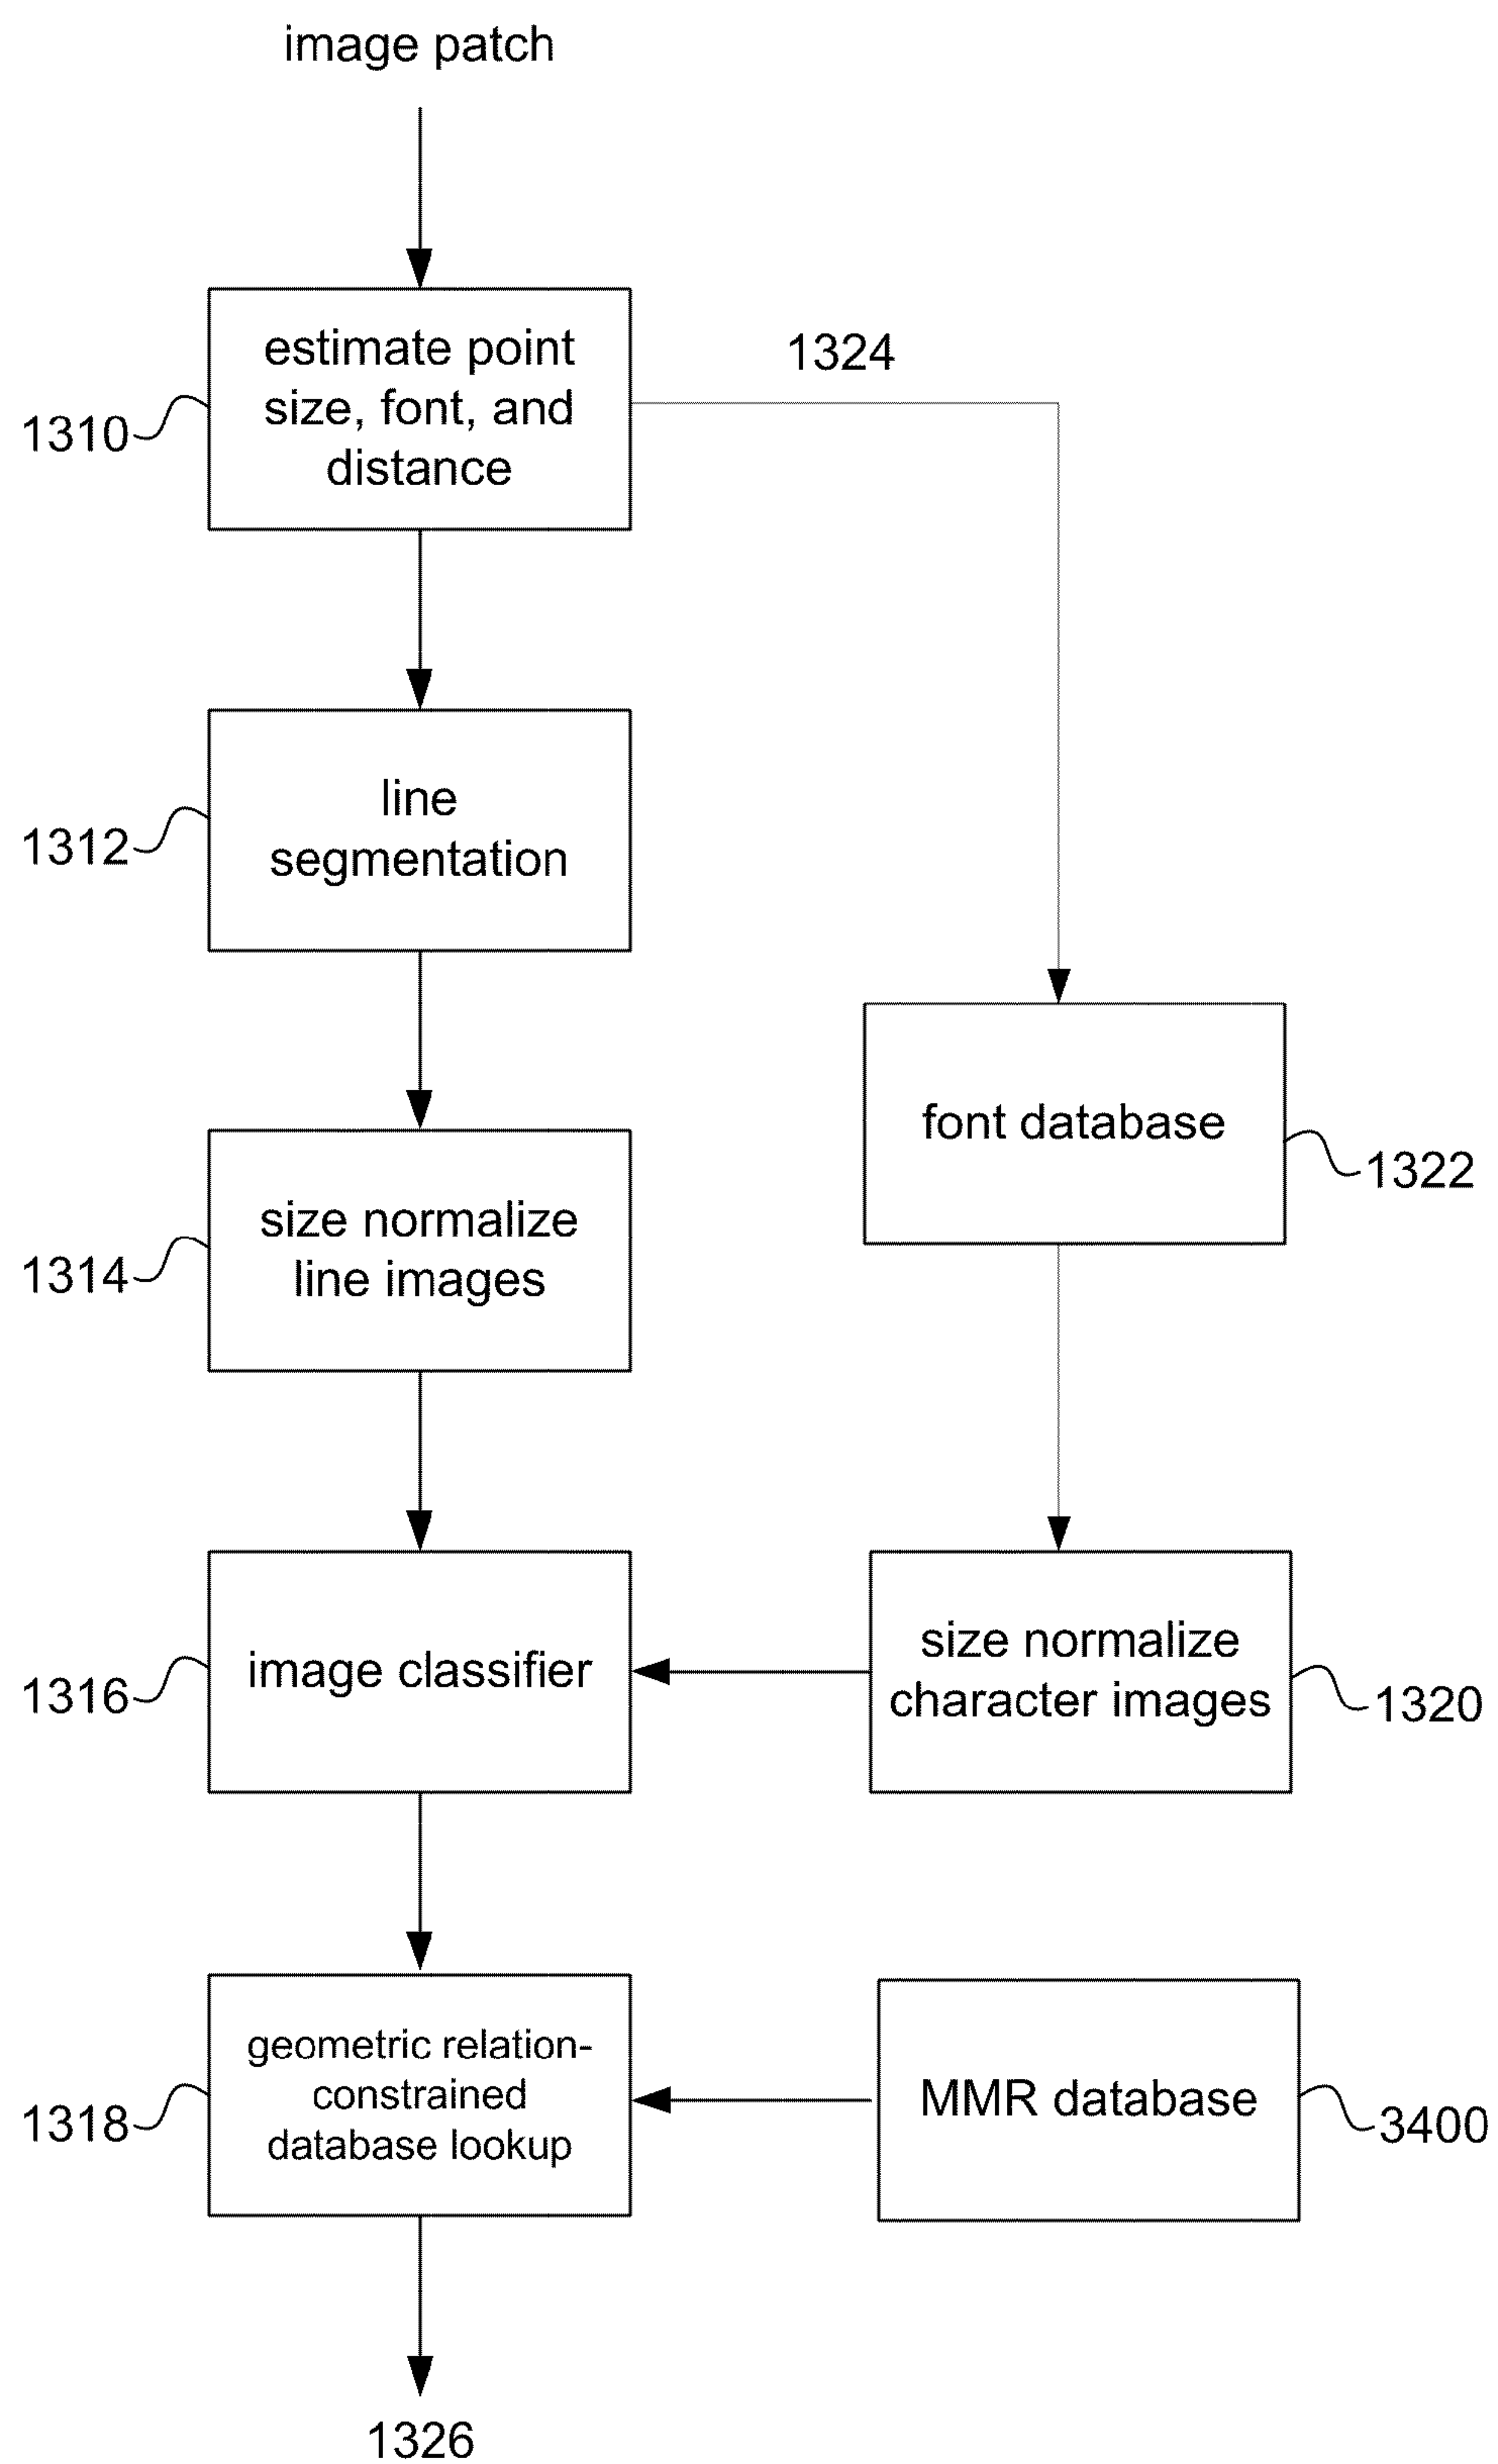 image patch
estimate point
size, font, and
distance
1310
1324
line
segmentation
1312
font database
1322
size normalize
line images
1314
image classifier
1316
size normalize
character images
1320
geometric relation-
constrained
database lookup
1318
MMR database
3400
1326